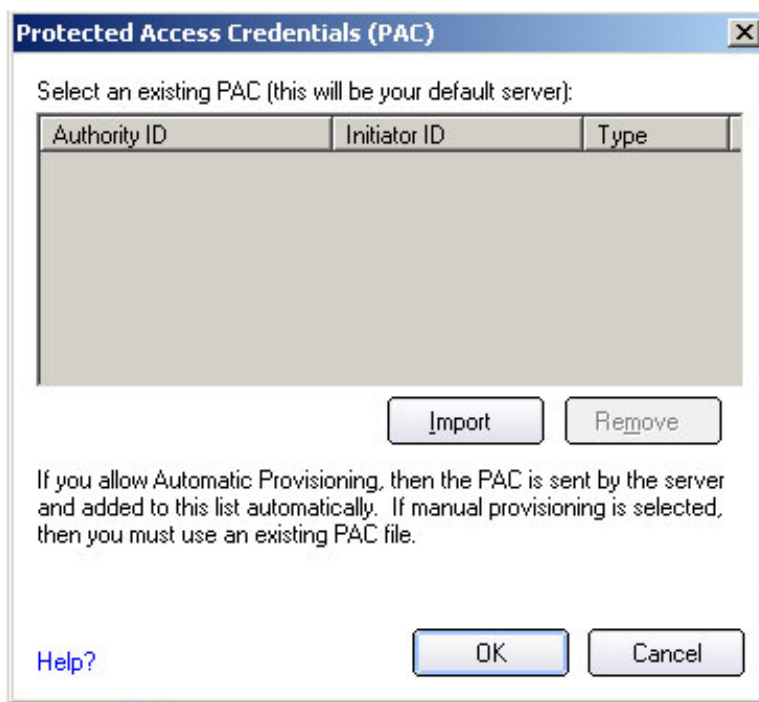 Protected Access Credentials (PAC)
Select an existing PAC (this will be your default server):
Authority ID Initiator ID Type
Import Remove
If you allow Automatic Provisioning, then the PAC is sent by the server
and added to this list automatically. If manual provisioning is selected,
then you must use an existing PAC file.
Help? OK Cancel